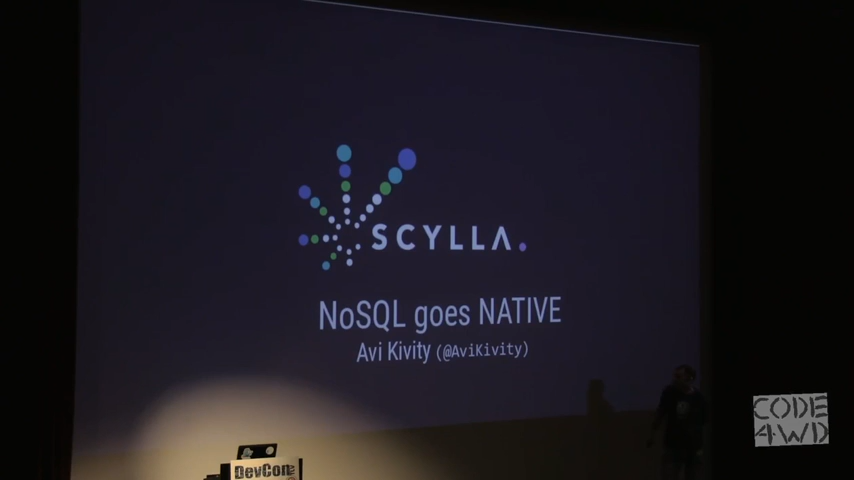 SCYLLA.
NoSQL goes NATIVE
Avi Kivity (@AviKivity)
CODE
4WD
DevCon